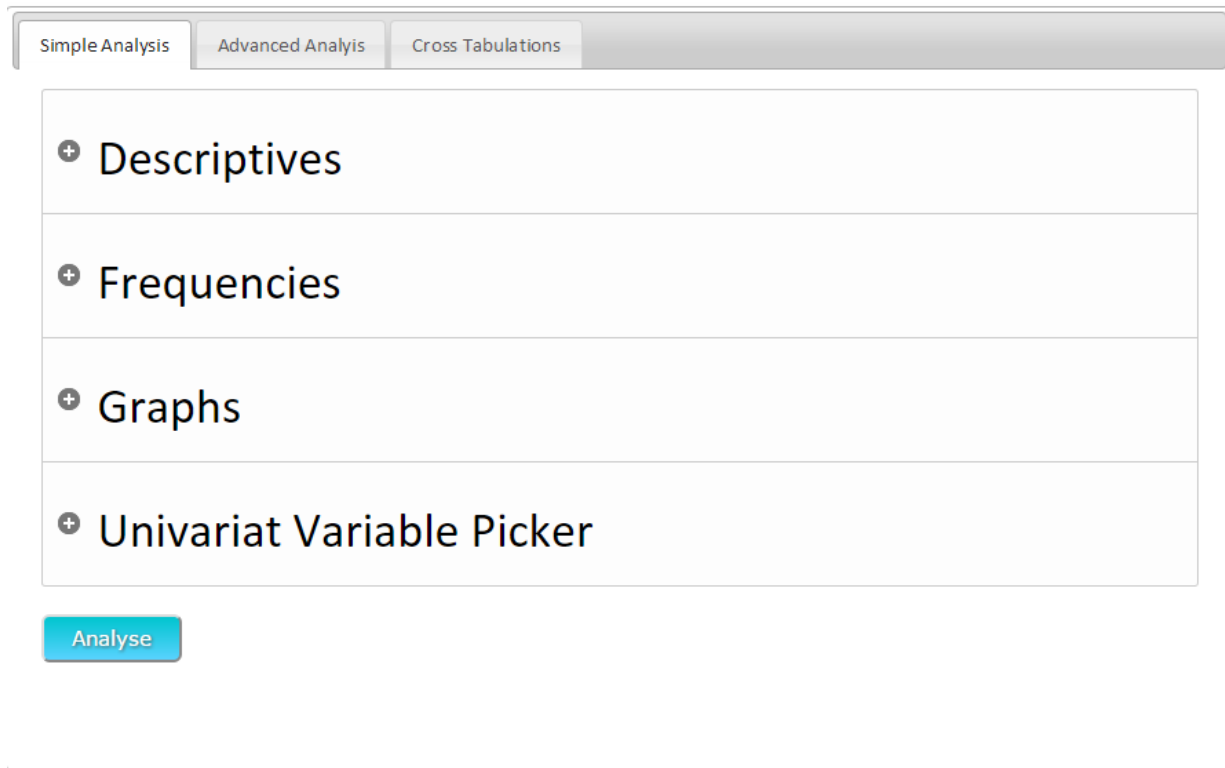 Simple Analysis Advanced Analyis Cross Tabulations
Descriptives
Frequencies
Graphs
Univariat Variable Picker
Analyse